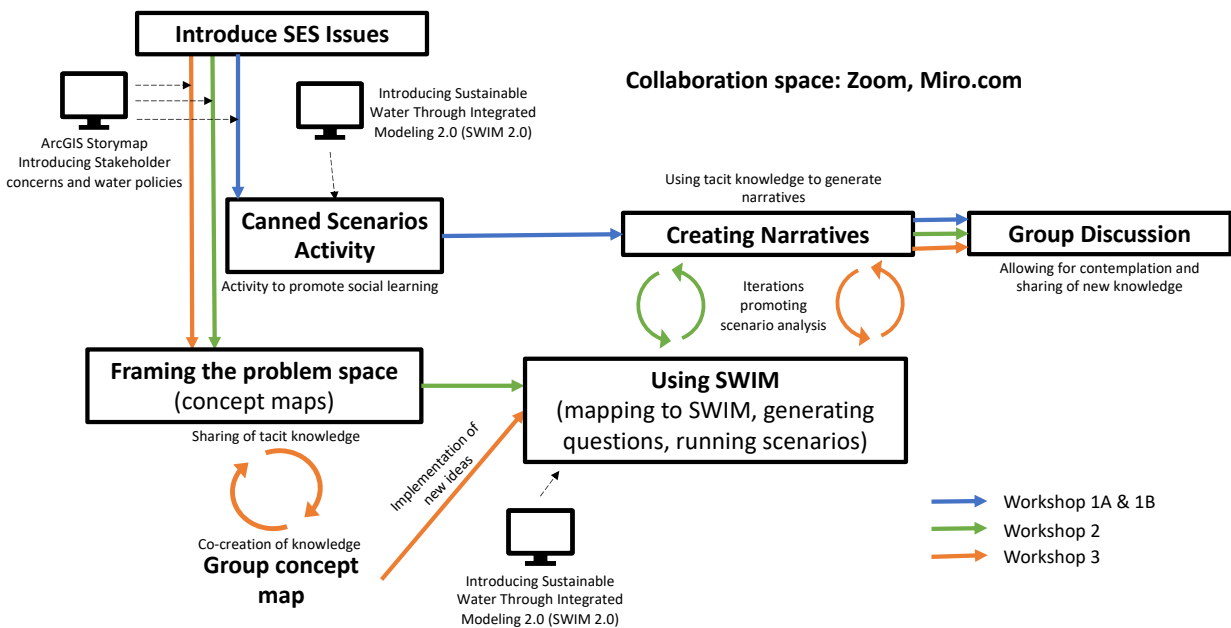 Introduce SES Issues
Collaboration space: Zoom, Miro.com
Introducing Sustainable
Water Through Integrated
Modeling 2.0 (SWIM 2.0)
ArcGIS Storymap
Introducing Stakeholder
concerns and water policies
Canned Scenarios
Activity
Activity to promote social learning
Using tacit knowledge to generate
narratives
Creating Narratives
Group Discussion
Allowing for contemplation and
sharing of new knowledge
Iterations
promoting
scenario analysis
Framing the problem space
(concept maps)
Sharing of tacit knowledge
Using SWIM
(mapping to SWIM, generating
questions, running scenarios)
Implementation of
new ideas
Co-creation of knowledge
Group concept
map
Introducing Sustainable
Water Through Integrated
Modeling 2.0 (SWIM 2.0)
Workshop 1A & 1B
Workshop 2
Workshop 3